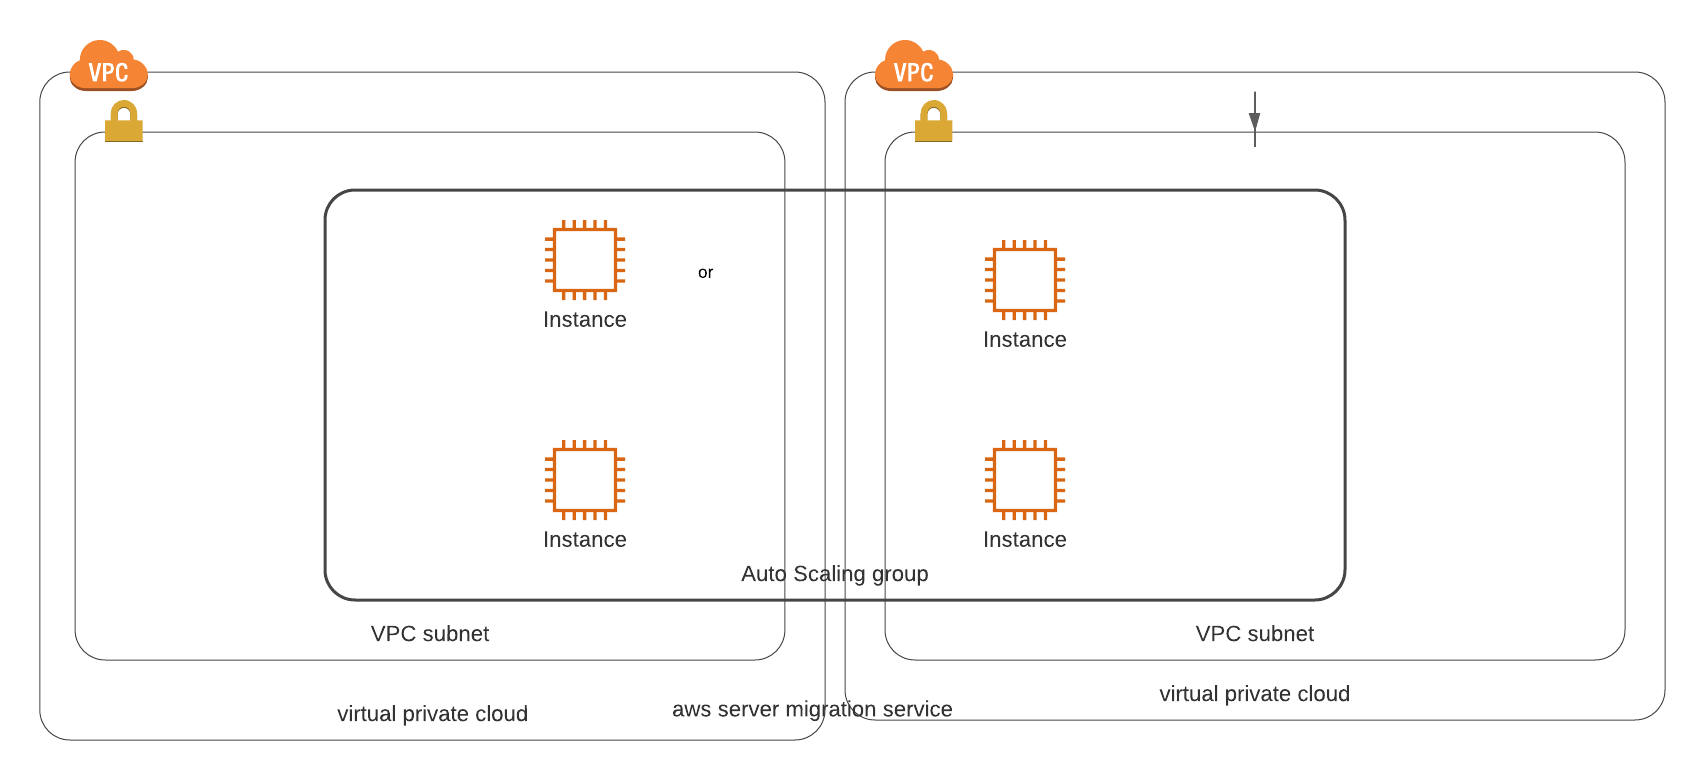 VPC
VPC
Instance
or
Instance
Instance
Instance
Auto Scaling group
VPC subnet
VPC subnet
virtual private cloud
aws server migration service
virtual private cloud